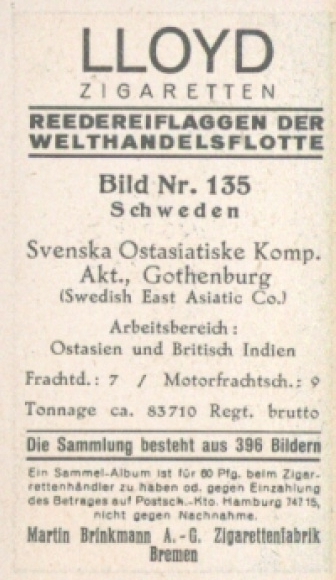 LLOYD
ZIGARETTEN
REEDEREIFLAGGEN DER
WELTHANDELSFLOTTE
Bild Nr. 135
Schweden
Svenska Ostasiatiske Komp.
Akt., Gothenburg
(Swedish East Asiatic Co.)
Arbeitsbereich:
Ostasien und Britisch Indien
Frachtd.: 7 / Motorfrachtsch.: 9
Tonnage ca. 83710 Regt. brutto
Die Sammlung besteht aus 396 Bildern
Ein Sammel-Album ist für 60 Pfg. beim Zigar-
rettenhändler zu haben od. gegen Einzahlung
des Betrages auf Postsch.-Kto. Hamburg 74715,
nicht gegen Nachnahme.
Martin Brinkmann A.-G. Zigarettenfabrik
Bremen